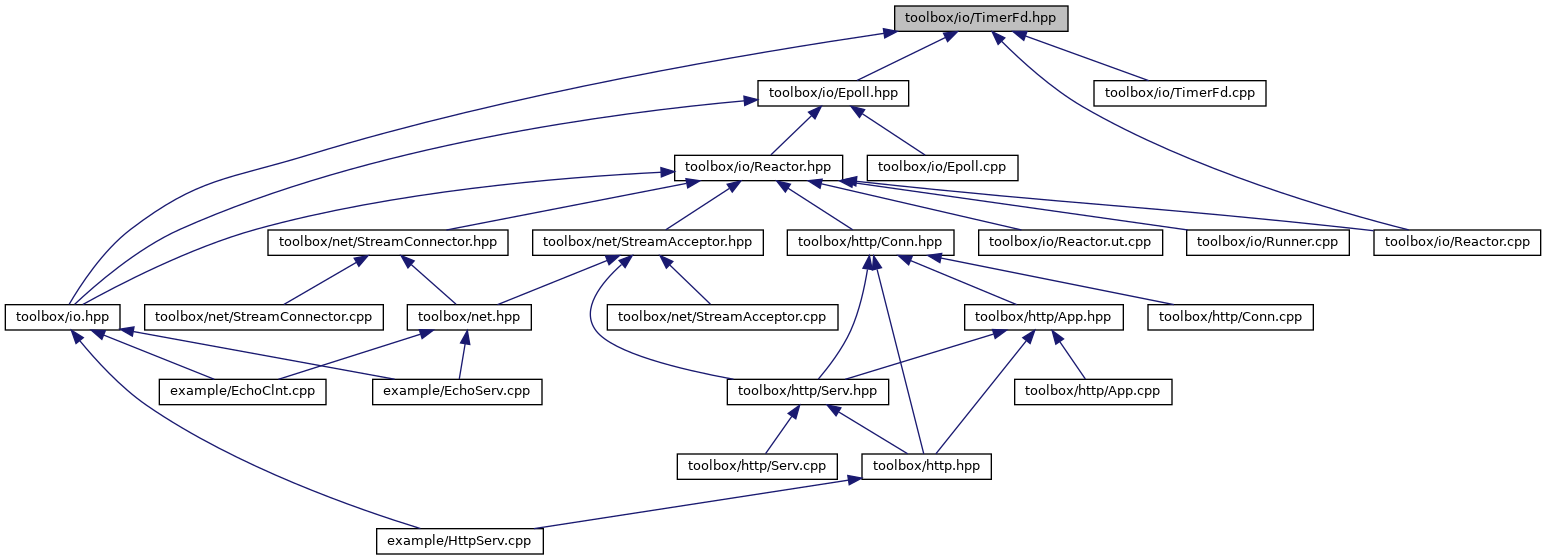 toolbox/io/TimerFd.hpp
toolbox/io/Epoll.hpp
toolbox/io/TimerFd.cpp
toolbox/io/Reactor.hpp
toolbox/io/Epoll.cpp
toolbox/net/StreamConnector.hpp
toolbox/net/StreamAcceptor.hpp
toolbox/http/Conn.hpp
toolbox/io/Reactor.ut.cpp
toolbox/io/Runner.cpp
toolbox/io/Reactor.cpp
toolbox/io.hpp
toolbox/net/StreamConnector.cpp
toolbox/net.hpp
toolbox/net/StreamAcceptor.cpp
toolbox/http/App.hpp
toolbox/http/Conn.cpp
example/EchoClnt.cpp
example/EchoServ.cpp
toolbox/http/Serv.hpp
toolbox/http/App.cpp
toolbox/http/Serv.cpp
toolbox/http.hpp
example/HttpServ.cpp